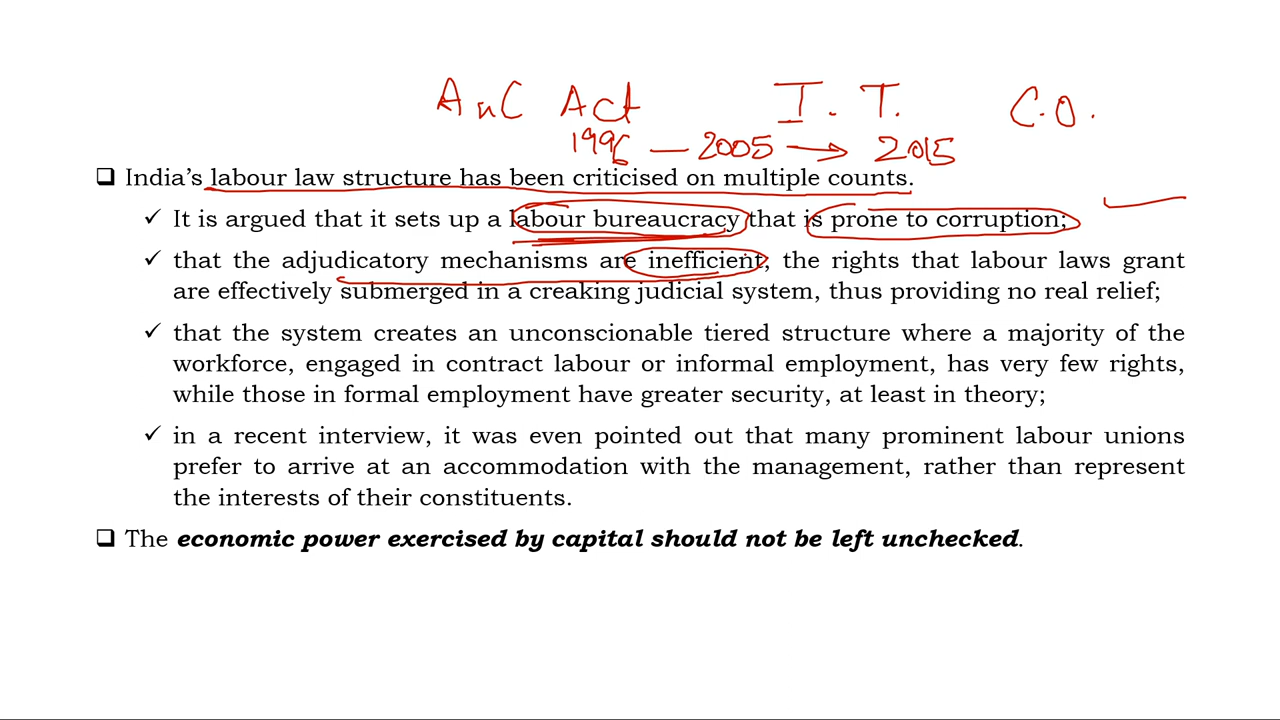 AnC Act I. T. C.O.
1996 — 2005 → 2015
❑ India’s labour law structure has been criticised on multiple counts.
✓ It is argued that it sets up a labour bureaucracy that is prone to corruption;
✓ that the adjudicatory mechanisms are inefficient, the rights that labour laws grant
are effectively submerged in a creaking judicial system, thus providing no real relief;
✓ that the system creates an unconscionable tiered structure where a majority of the
workforce, engaged in contract labour or informal employment, has very few rights,
while those in formal employment have greater security, at least in theory;
✓ in a recent interview, it was even pointed out that many prominent labour unions
prefer to arrive at an accommodation with the management, rather than represent
the interests of their constituents.
❑ The economic power exercised by capital should not be left unchecked.